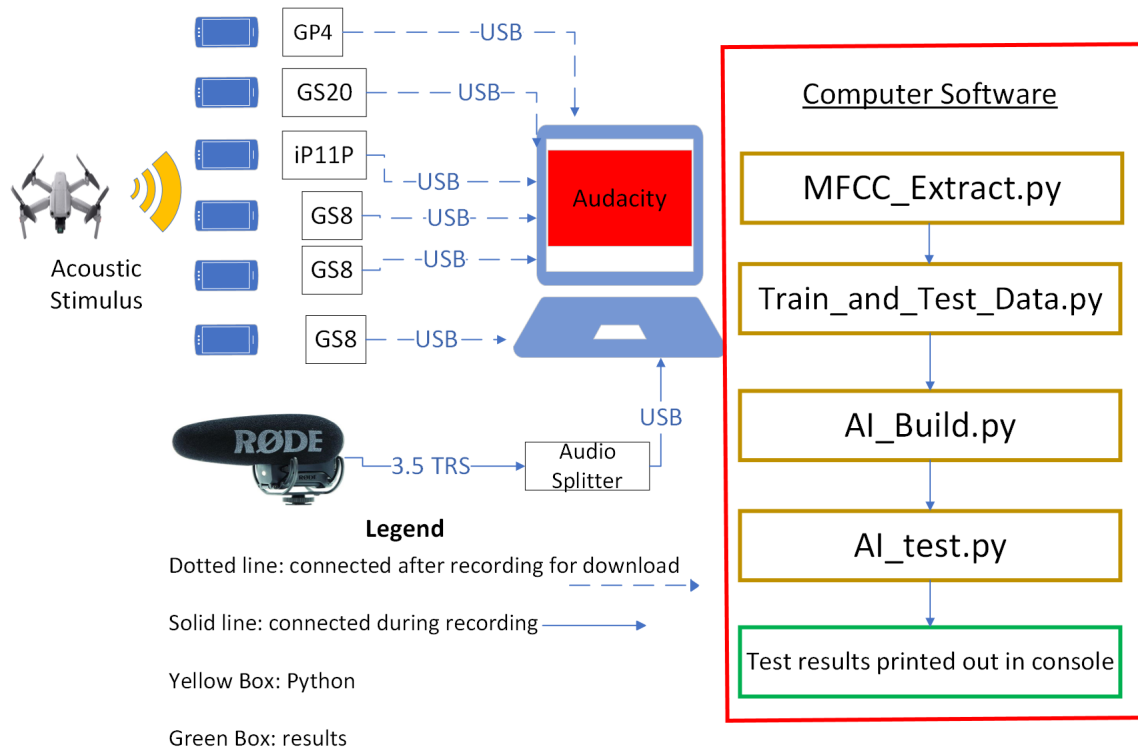 GP4
USB
GS20
USB
iP11P
USB
GS8
USB
GS8
USB
GS8
USB
Audacity
Acoustic
Stimulus
RØDE
3.5 TRS
Audio
Splitter
USB
Legend
Dotted line: connected after recording for download
Solid line: connected during recording
Yellow Box: Python
Green Box: results
Computer Software
MFCC_Extract.py
Train_and_Test_Data.py
AI_Build.py
AI_test.py
Test results printed out in console